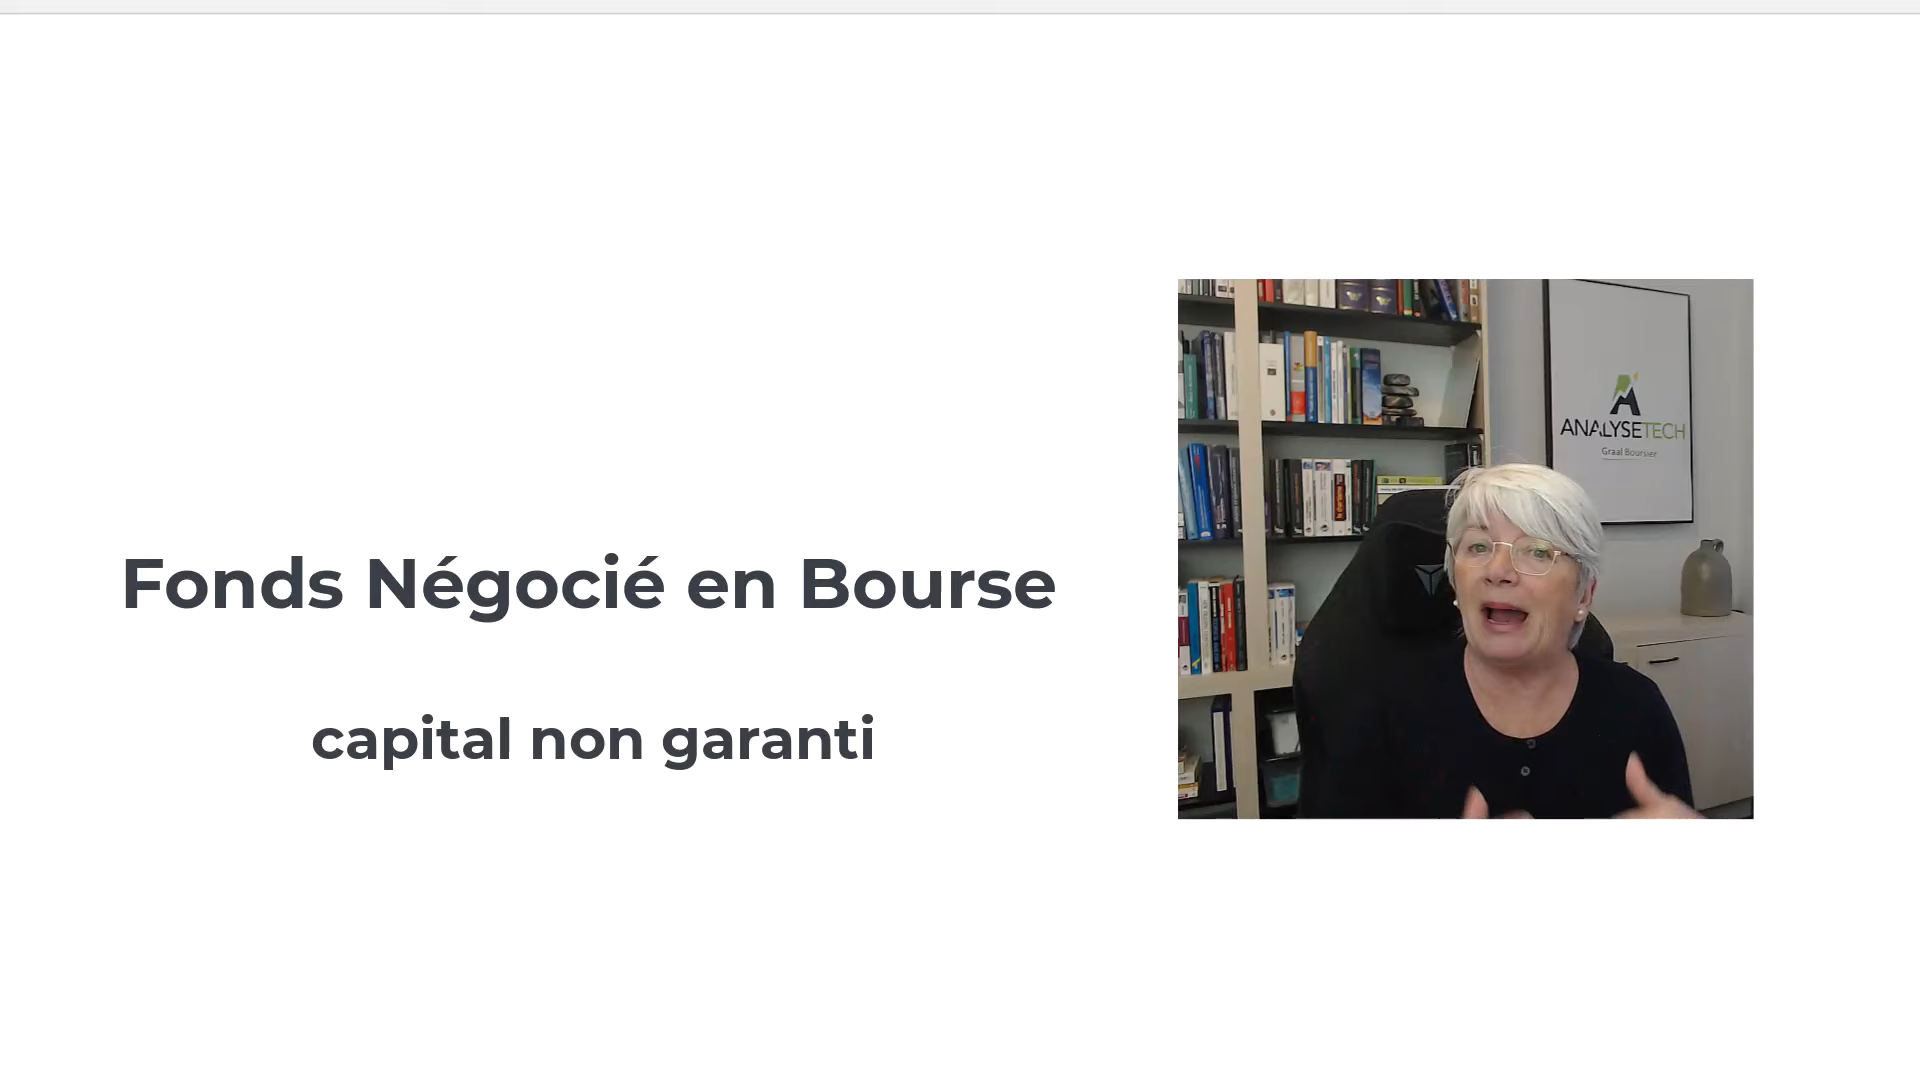 Fonds Négocié en Bourse
capital non garanti
ANALYSETECH
Graal Boursier